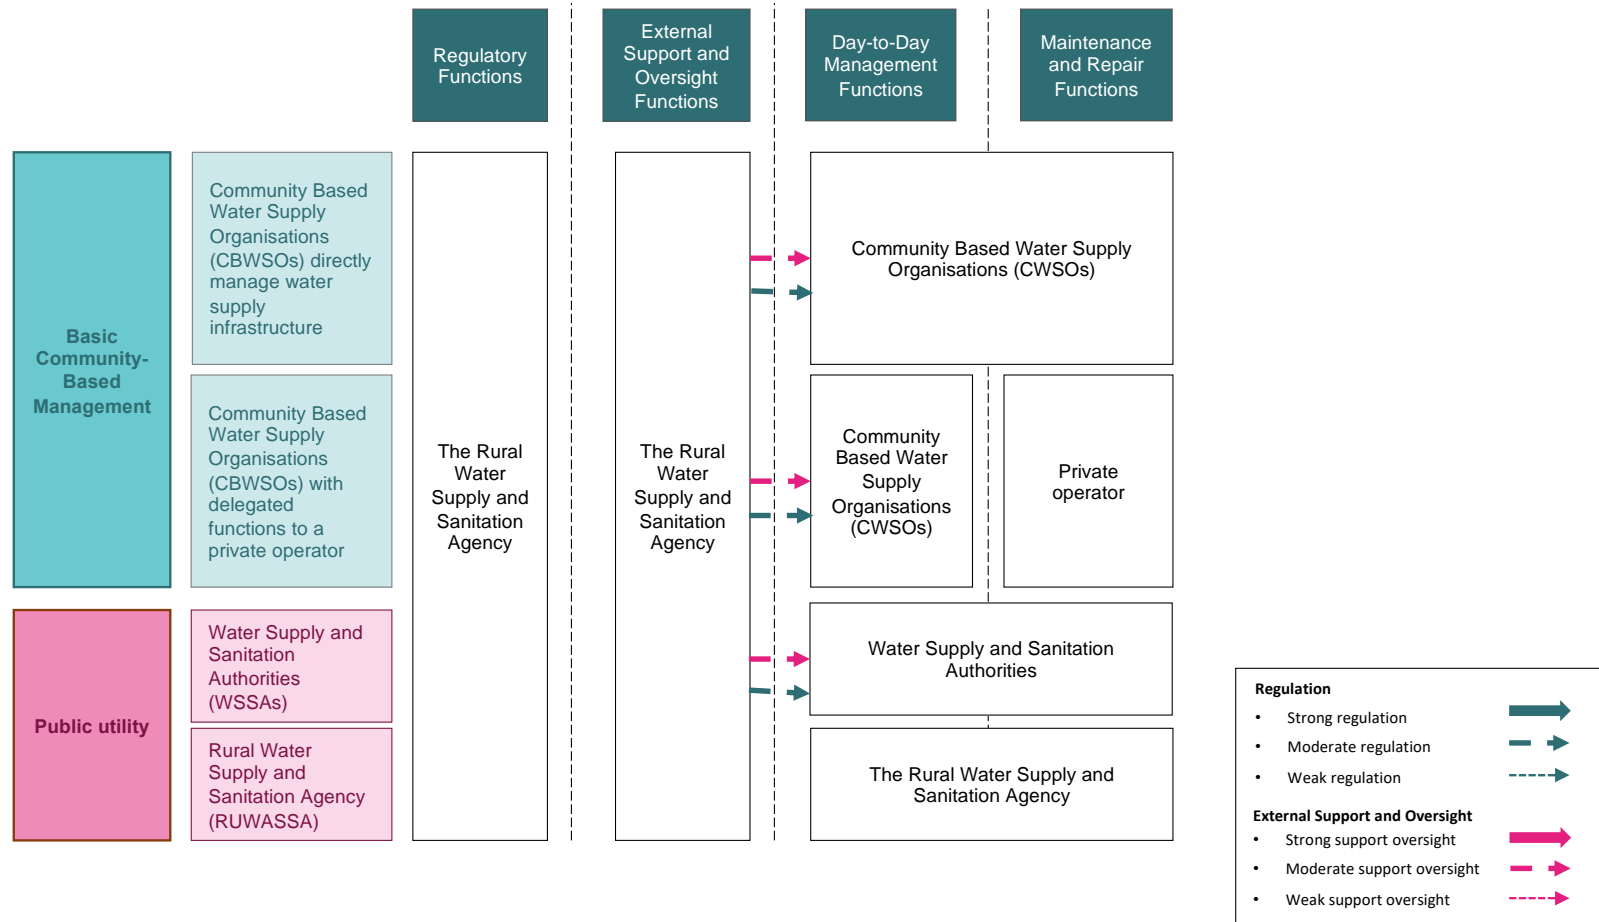 Regulatory
Functions
External
Support and
Oversight
Functions
Day-to-Day
Management
Functions
Maintenance
and Repair
Functions
Basic
Community-
Based
Management
Community Based
Water Supply
Organisations
(CBWSOs) directly
manage water
supply
infrastructure
Community Based
Water Supply
Organisations
(CBWSOs) with
delegated
functions to a
private operator
The Rural
Water
Supply and
Sanitation
Agency
The Rural
Water
Supply and
Sanitation
Agency
Community Based Water Supply
Organisations (CWSOs)
Community
Based Water
Supply
Organisations
(CWSOs)
Private
operator
Public utility
Water Supply and
Sanitation
Authorities
(WSSAs)
Rural Water
Supply and
Sanitation Agency
(RUWASSA)
Water Supply and Sanitation
Authorities
The Rural Water Supply and
Sanitation Agency
Regulation
• Strong regulation
• Moderate regulation
• Weak regulation
External Support and Oversight
• Strong support oversight
• Moderate support oversight
• Weak support oversight